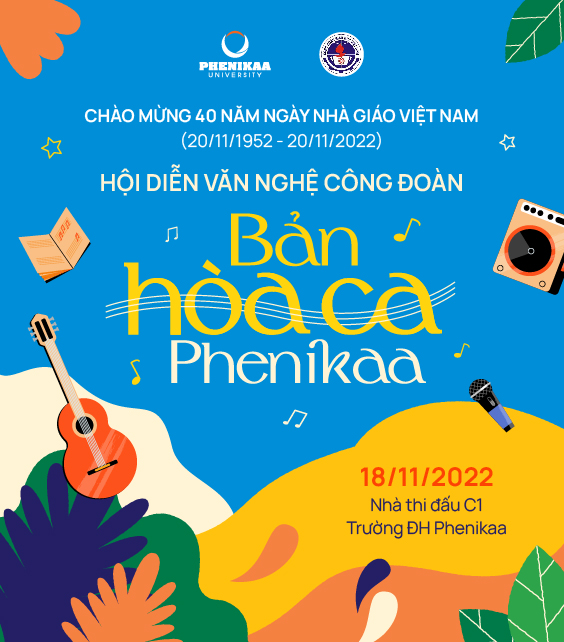 PHENIKAA
UNIVERSITY
CHÀO MỪNG 40 NĂM NGÀY NHÀ GIÁO VIỆT NAM
(20/11/1952 - 20/11/2022)
HỘI DIỄN VĂN NGHỆ CÔNG ĐOÀN
Bản
hòa ca
Phenikaa
18/11/2022
Nhà thi đấu C1
Trường ĐH Phenikaa